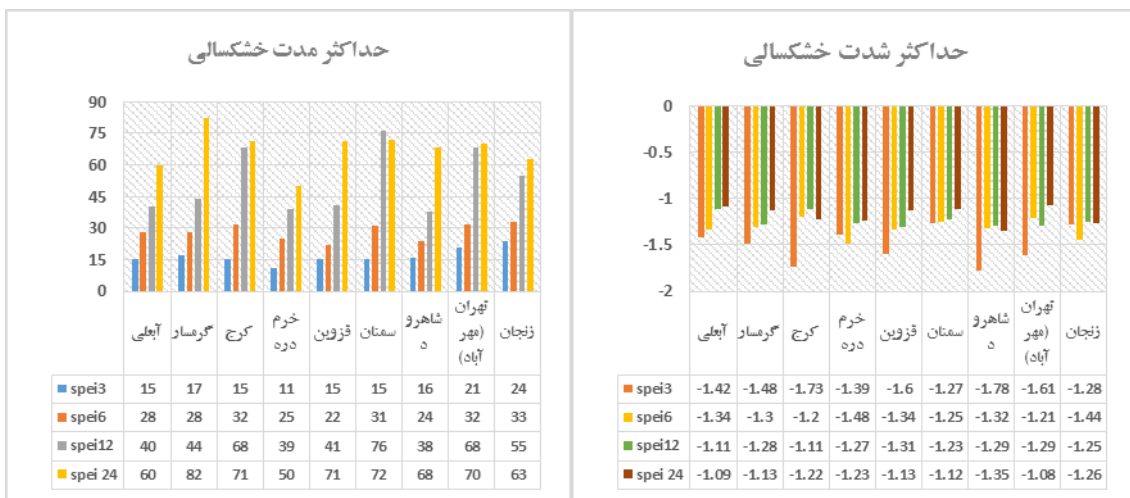 حداکثر مدت خشکسالی
90
75
60
45
30
15
0
آبعلی گرمسار کرج خرم دره قزوین سمنان شاهرو د تهران (مهر آباد) زنجان
spei3 15 17 15 11 15 15 16 21 24
spei6 28 28 32 25 22 31 24 32 33
spei12 40 44 68 39 41 76 38 68 55
spei 24 60 82 71 50 71 72 68 70 63
حداکثر شدت خشکسالی
0
-0.5
-1
-1.5
-2
آبعلی گرمسار کرج خرم دره قزوین سمنان شاهرو د تهران (مهر آباد) زنجان
spei3 -1.42 -1.48 -1.73 -1.39 -1.6 -1.27 -1.78 -1.61 -1.28
spei6 -1.34 -1.3 -1.2 -1.48 -1.34 -1.25 -1.32 -1.21 -1.44
spei12 -1.11 -1.28 -1.11 -1.27 -1.31 -1.23 -1.29 -1.29 -1.25
spei 24 -1.09 -1.13 -1.22 -1.23 -1.13 -1.12 -1.35 -1.08 -1.26